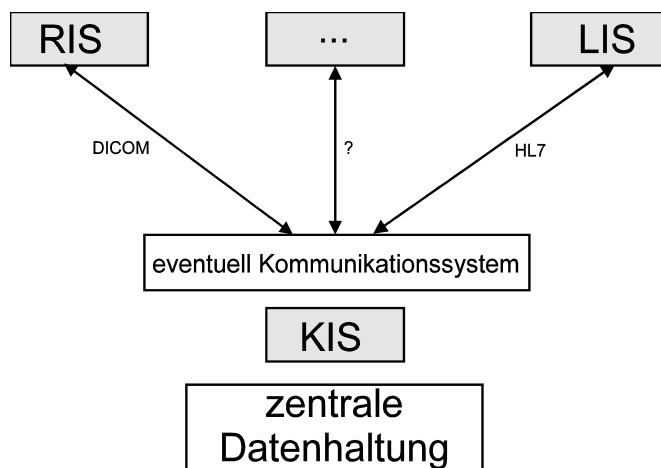 RIS
...
LIS
DICOM
?
HL7
eventuell Kommunikationssystem
KIS
zentrale
Datenhaltung